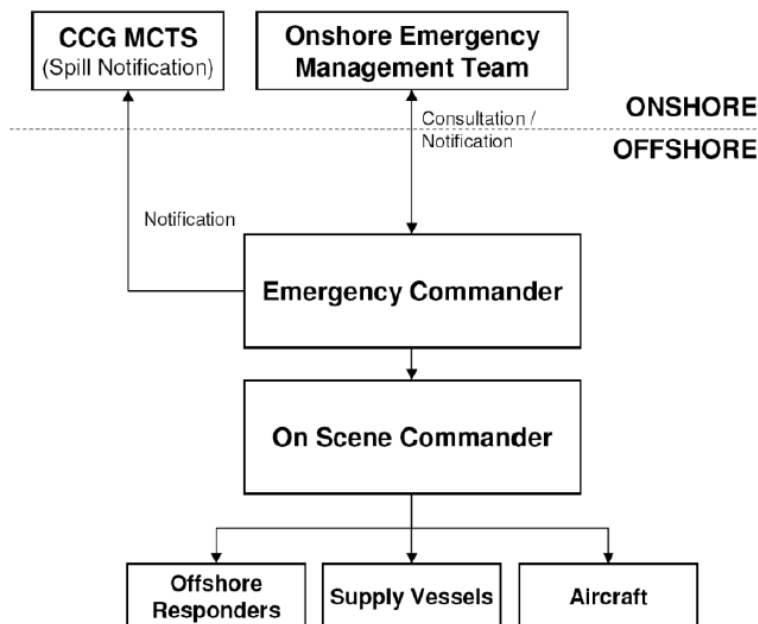 CCG MCTS
(Spill Notification)
Onshore Emergency
Management Team
Consultation /
Notification
ONSHORE
OFFSHORE
Notification
Emergency Commander
On Scene Commander
Offshore
Responders
Supply Vessels
Aircraft